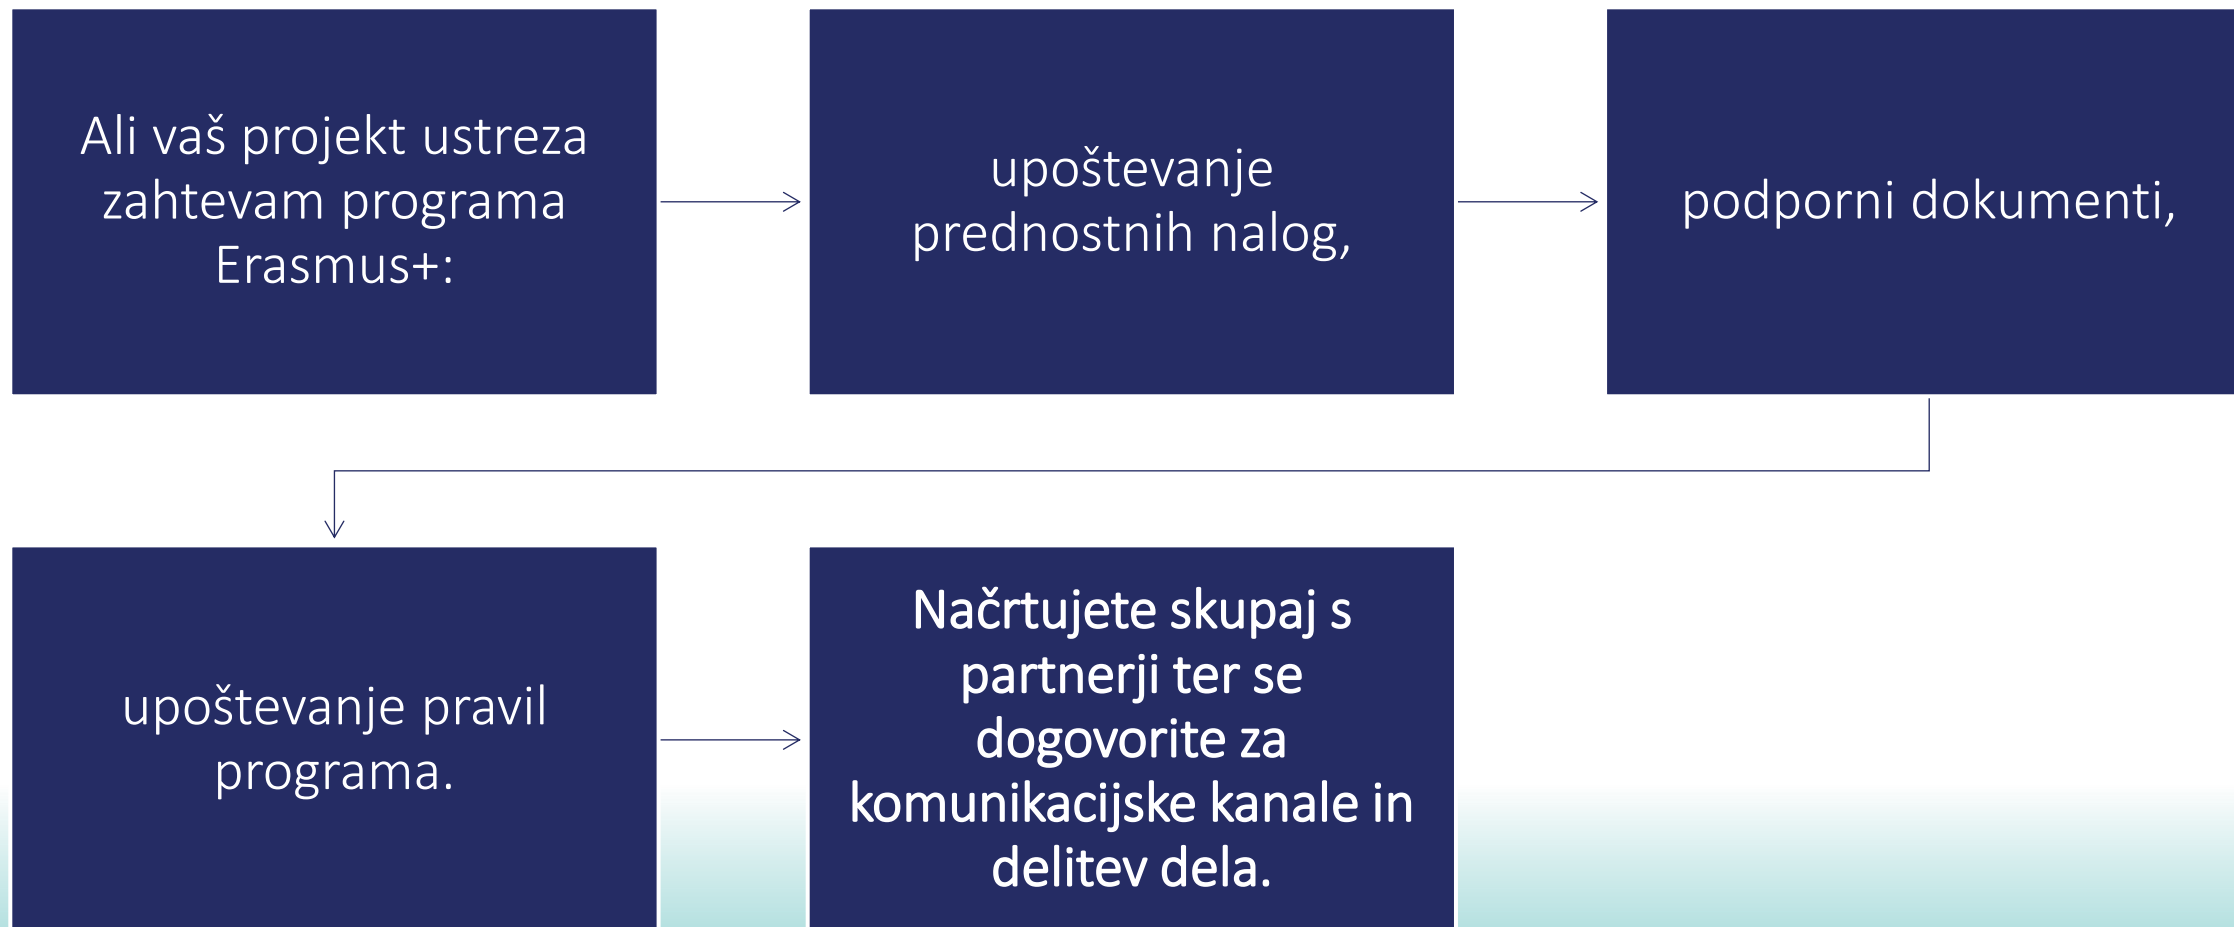 Ali vaš projekt ustreza
zahtevam programa
Erasmus+:
upoštevanje
prednostnih nalog,
podporni dokumenti,
upoštevanje pravil
programa.
Načrtujete skupaj s
partnerji ter se
dogovorite za
komunikacijske kanale in
delitev dela.